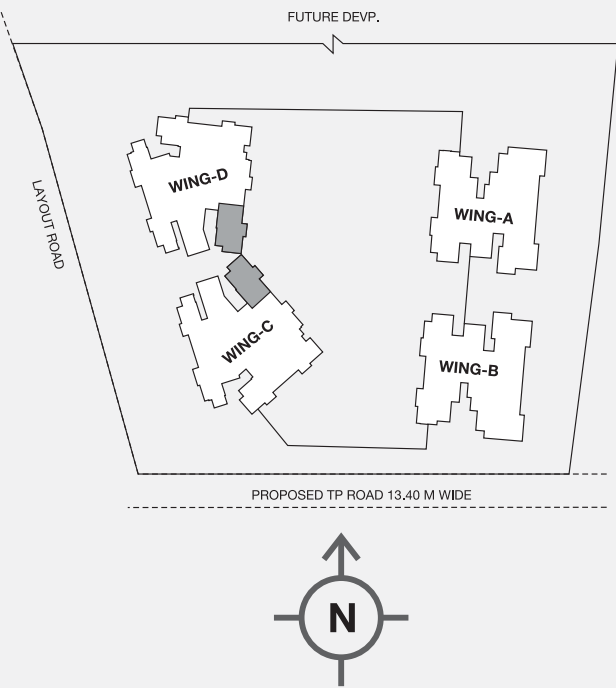 FUTURE DEVP.
WING-D
LAYOUT ROAD
WING-A
WING-C
WING-B
PROPOSED TP ROAD 13.40 M WIDE
N